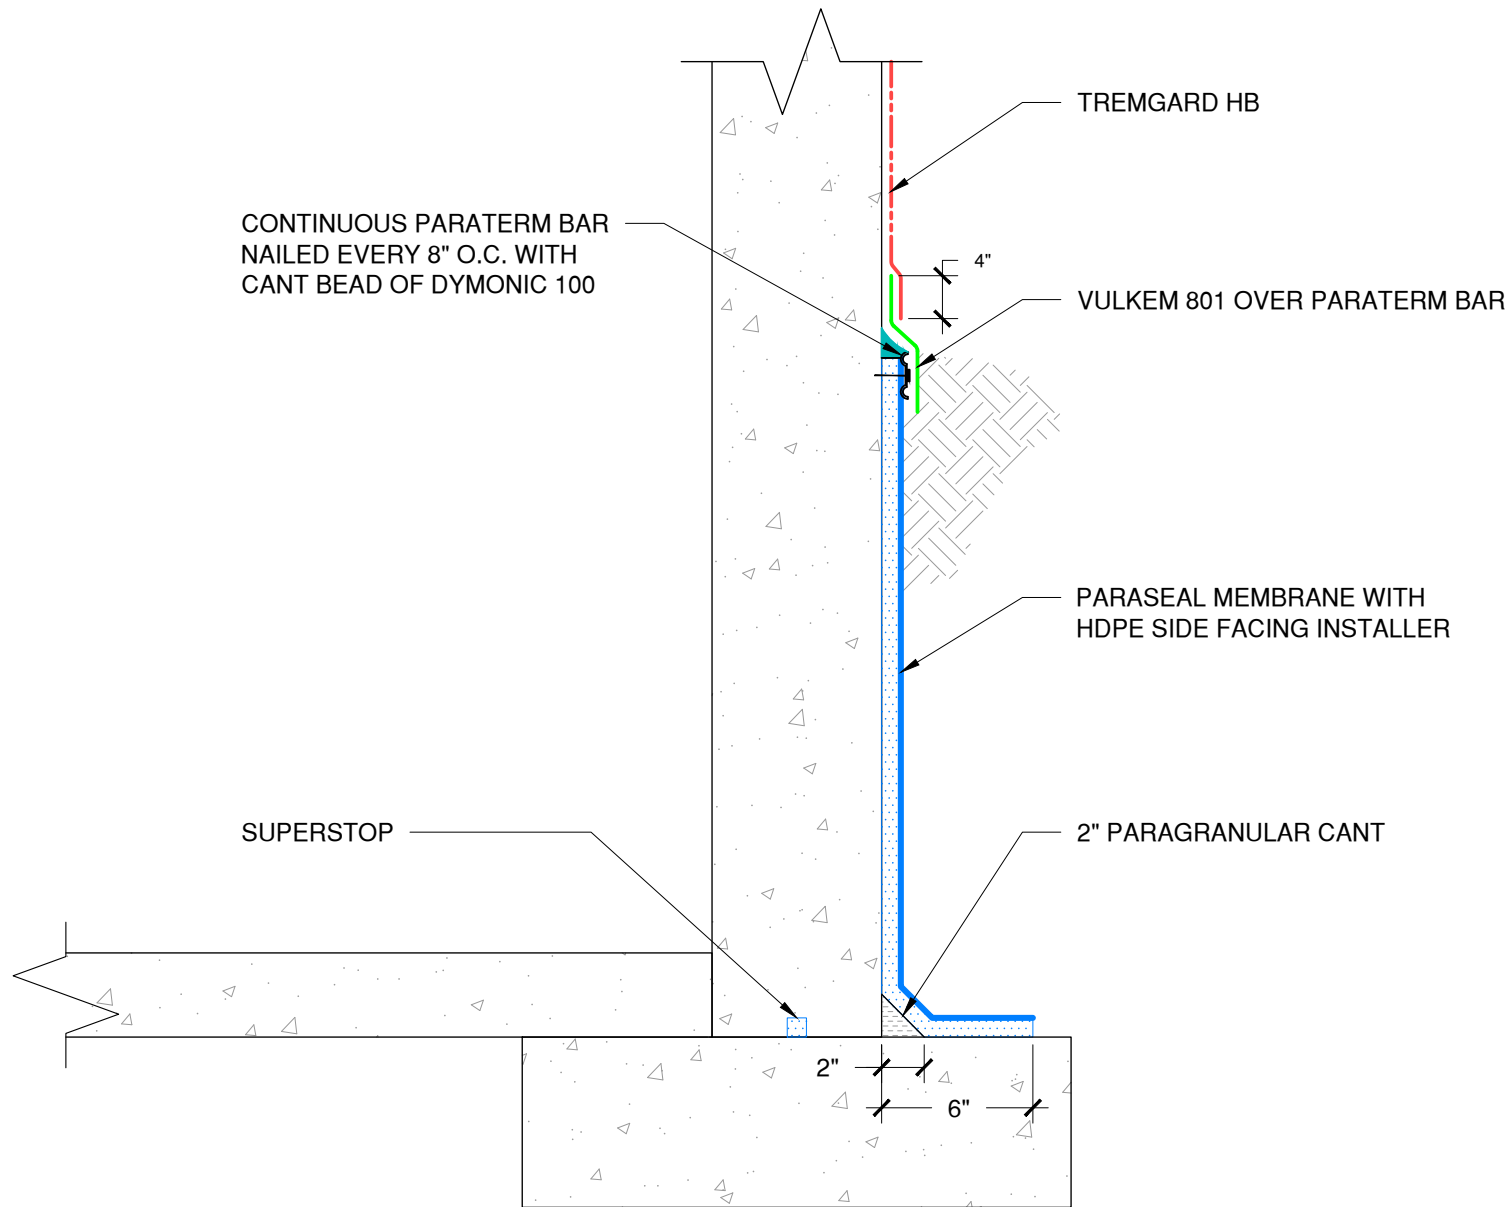 TREMGARD HB
CONTINUOUS PARATERM BAR
NAILED EVERY 8" O.C. WITH
CANT BEAD OF DYMONIC 100
4"
VULKEM 801 OVER PARATERM BAR
PARASEAL MEMBRANE WITH
HDPE SIDE FACING INSTALLER
SUPERSTOP
2" PARAGRANULAR CANT
2"
6"